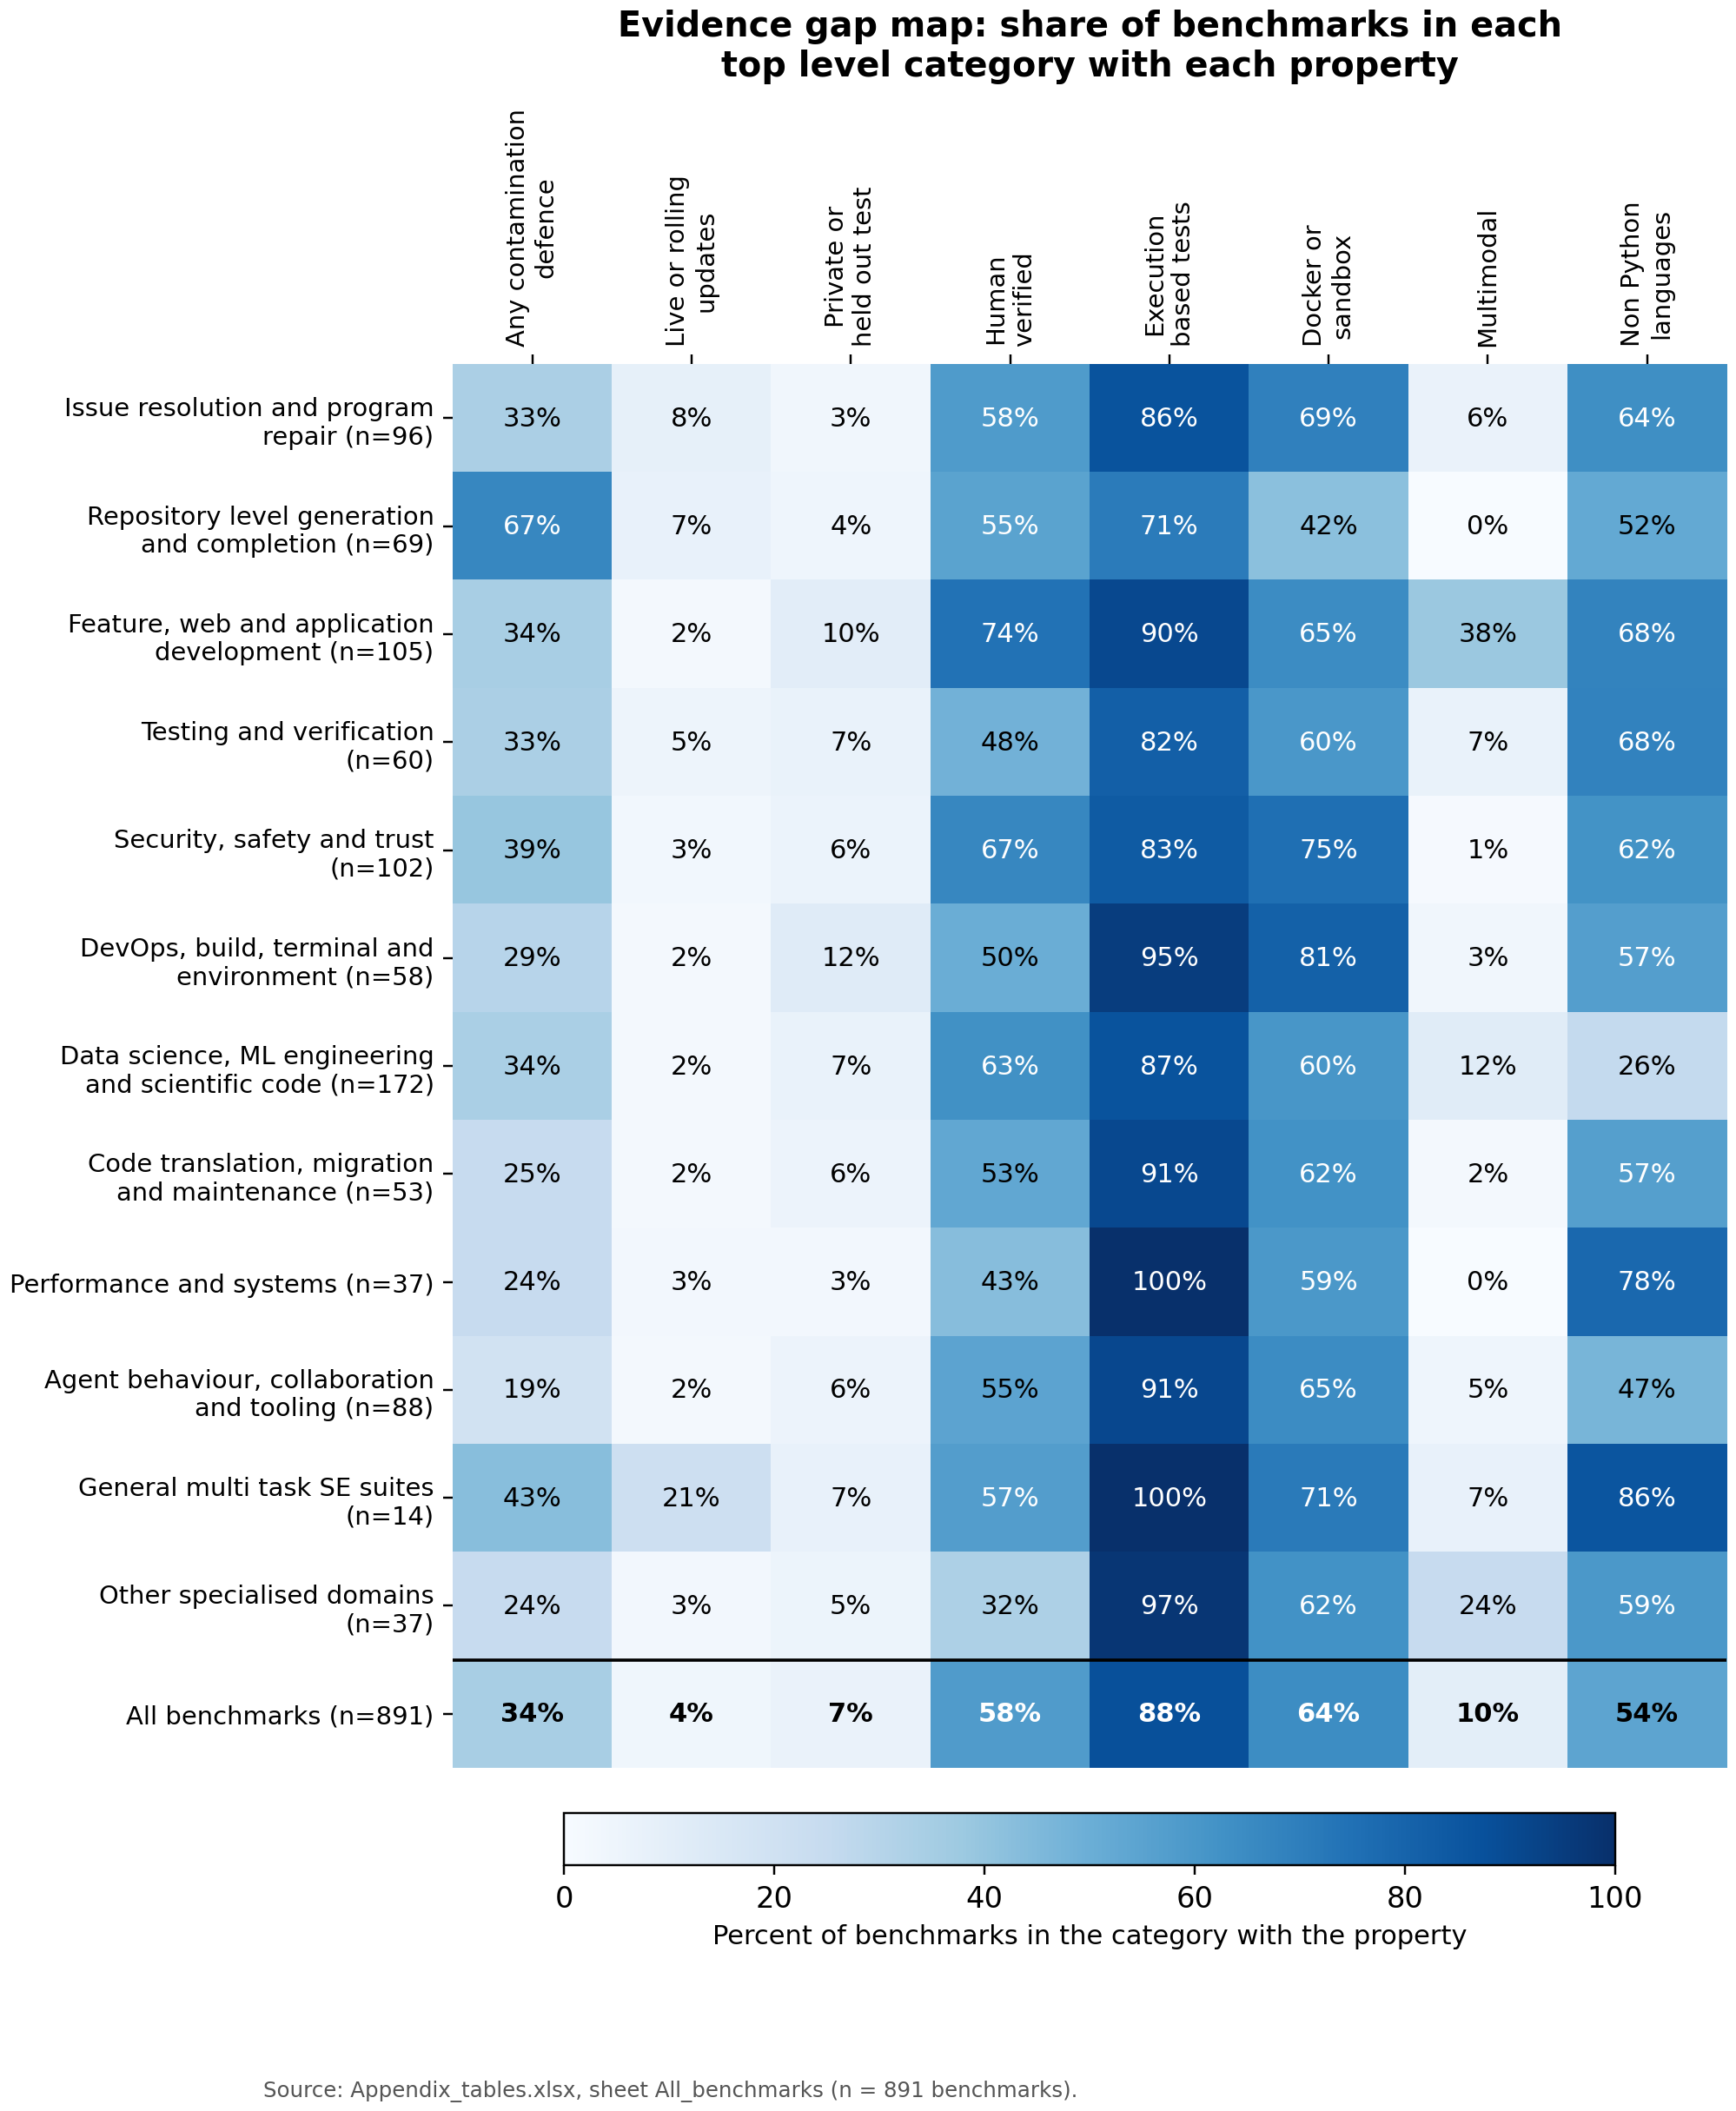 Evidence gap map: share of benchmarks in each
top level category with each property
Any contamination
defence
Live or rolling
updates
Private or
held out test
Human
verified
Execution
based tests
Docker or
sandbox
Multimodal
Non Python
languages
Issue resolution and program
repair (n=96)
33% 8% 3% 58% 86% 69% 6% 64%
Repository level generation
and completion (n=69)
67% 7% 4% 55% 71% 42% 0% 52%
Feature, web and application
development (n=105)
34% 2% 10% 74% 90% 65% 38% 68%
Testing and verification
(n=60)
33% 5% 7% 48% 82% 60% 7% 68%
Security, safety and trust
(n=102)
39% 3% 6% 67% 83% 75% 1% 62%
DevOps, build, terminal and
environment (n=58)
29% 2% 12% 50% 95% 81% 3% 57%
Data science, ML engineering
and scientific code (n=172)
34% 2% 7% 63% 87% 60% 12% 26%
Code translation, migration
and maintenance (n=53)
25% 2% 6% 53% 91% 62% 2% 57%
Performance and systems (n=37)
24% 3% 3% 43% 100% 59% 0% 78%
Agent behaviour, collaboration
and tooling (n=88)
19% 2% 6% 55% 91% 65% 5% 47%
General multi task SE suites
(n=14)
43% 21% 7% 57% 100% 71% 7% 86%
Other specialised domains
(n=37)
24% 3% 5% 32% 97% 62% 24% 59%
All benchmarks (n=891)
34% 4% 7% 58% 88% 64% 10% 54%
0 20 40 60 80 100
Percent of benchmarks in the category with the property
Source: Appendix_tables.xlsx, sheet All_benchmarks (n = 891 benchmarks).